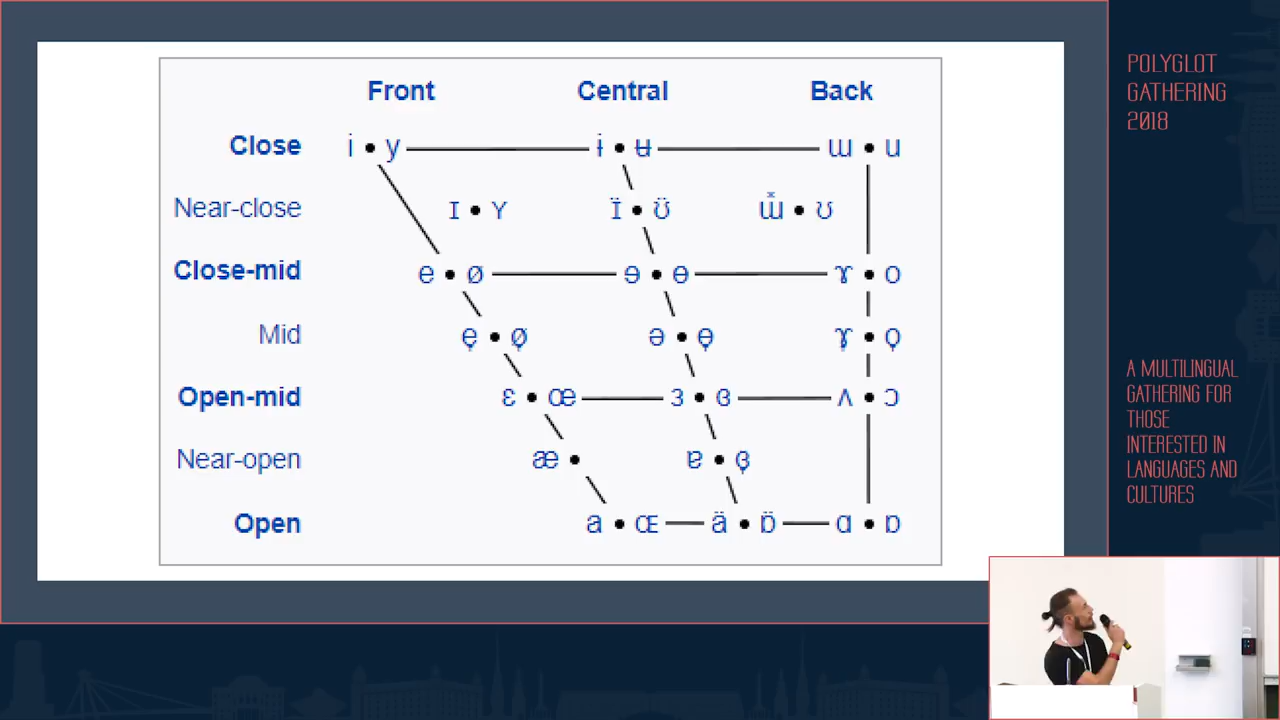 Front Central Back
Close i • y ɨ • ʉ ɯ • u
Near-close ɪ • ʏ ɪ̈ • ʊ̈ ɯ̽ • ʊ
Close-mid e • ø ɘ • ɵ ɤ • o
Mid e̞ • ø̞ ə • ɵ̞ ɤ̞ • o̞
Open-mid ɛ • œ ɜ • ɞ ʌ • ɔ
Near-open æ • ɐ • ɞ̞
Open a • ɶ ä • ɒ̈ ɑ • ɒ
POLYGLOT
GATHERING
2018
A MULTILINGUAL
GATHERING FOR
THOSE
INTERESTED IN
LANGUAGES AND
CULTURES